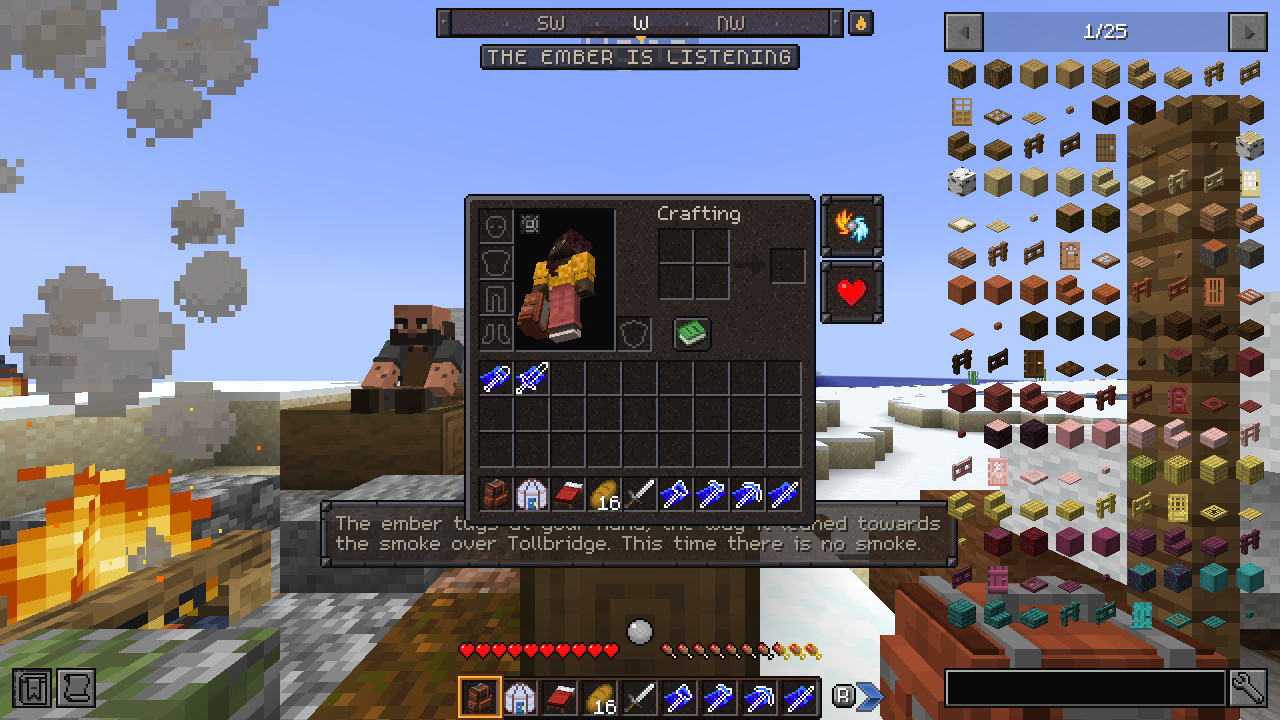 SW W NW
THE EMBER IS LISTENING
1/25
Crafting
16
The ember tugs at your hand, the way it leaned towards
the smoke over Tollbridge. This time there is no smoke.
16
R